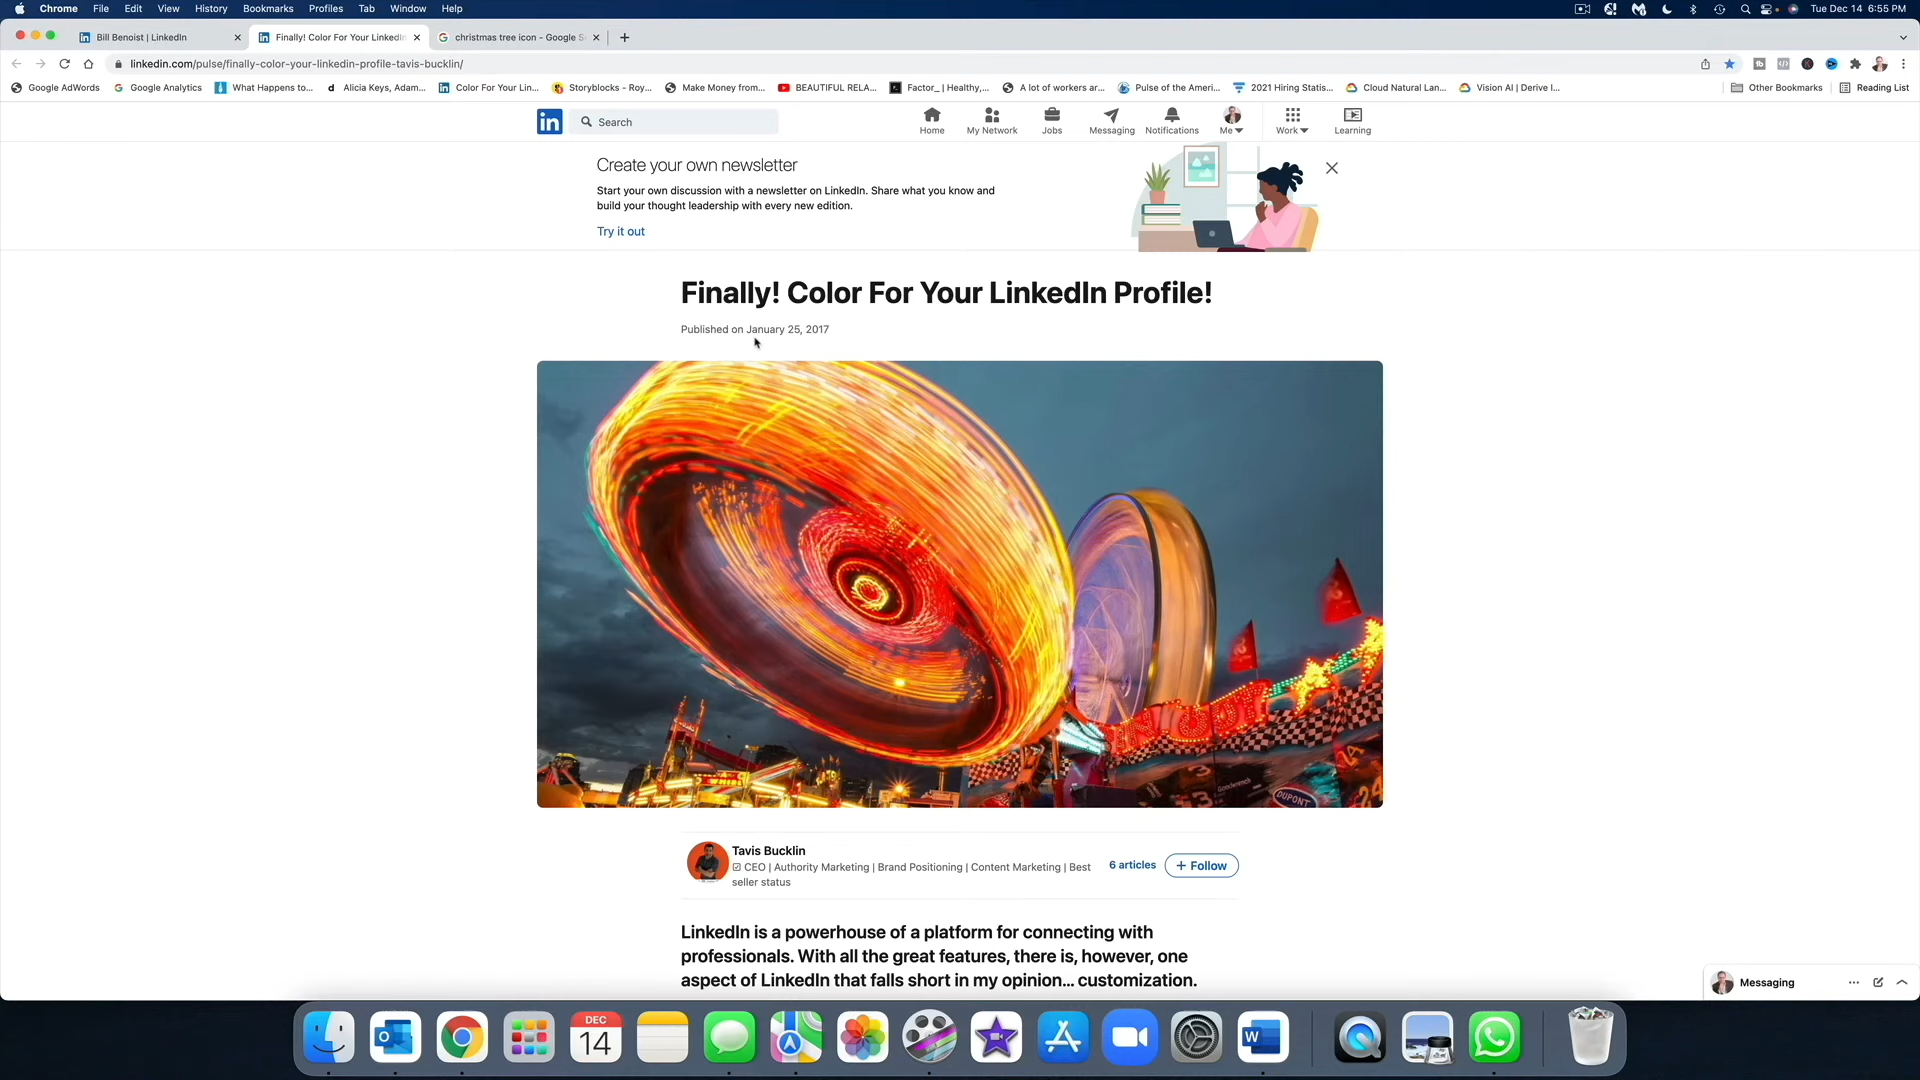 Chrome File Edit View History Bookmarks Profiles Tab Window Help
Tue Dec 14 6:55 PM
Bill Benoist | LinkedIn
Finally! Color For Your LinkedIn
christmas tree icon - Google S
linkedin.com/pulse/finally-color-your-linkedin-profile-tavis-bucklin/
Google AdWords
Google Analytics
What Happens to...
Alicia Keys, Adam...
Color For Your Lin...
Storyblocks - Roy...
Make Money from...
BEAUTIFUL RELA...
Factor_ | Healthy,...
A lot of workers ar...
Pulse of the Ameri...
2021 Hiring Statis...
Cloud Natural Lan...
Vision AI | Derive I...
Other Bookmarks
Reading List
in
Search
Home
My Network
Jobs
Messaging
Notifications
Me
Work
Learning
Create your own newsletter
Start your own discussion with a newsletter on LinkedIn. Share what you know and
build your thought leadership with every new edition.
Try it out
Finally! Color For Your LinkedIn Profile!
Published on January 25, 2017
DUPONT
24
Tavis Bucklin
☑ CEO | Authority Marketing | Brand Positioning | Content Marketing | Best
seller status
6 articles
+ Follow
LinkedIn is a powerhouse of a platform for connecting with
professionals. With all the great features, there is, however, one
aspect of LinkedIn that falls short in my opinion... customization.
Messaging
DEC
14
W